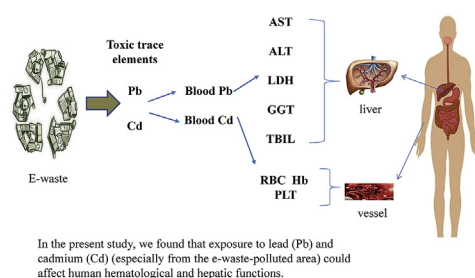 Toxic trace
elements
Pb
Cd
E-waste
Blood Pb
Blood Cd
AST
ALT
LDH
GGT
TBIL
RBC Hb
PLT
liver
vessel
In the present study, we found that exposure to lead (Pb) and
cadmium (Cd) (especially from the e-waste-polluted area) could
affect human hematological and hepatic functions.